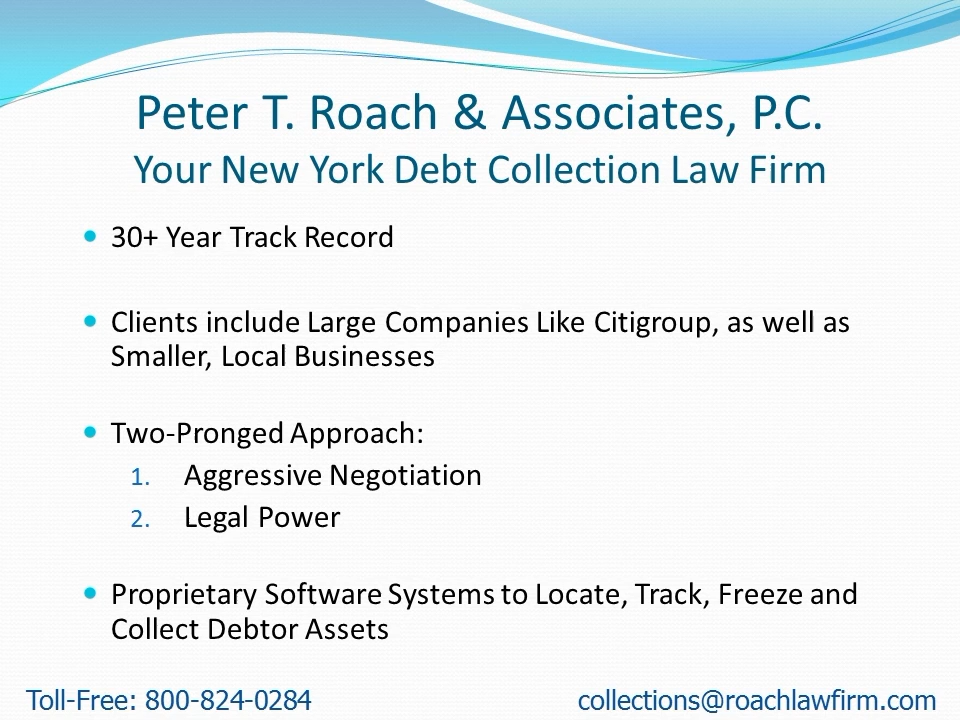 Peter T. Roach & Associates, P.C.
Your New York Debt Collection Law Firm
• 30+ Year Track Record
• Clients include Large Companies Like Citigroup, as well as
Smaller, Local Businesses
• Two-Pronged Approach:
1. Aggressive Negotiation
2. Legal Power
• Proprietary Software Systems to Locate, Track, Freeze and
Collect Debtor Assets
Toll-Free: 800-824-0284 collections@roachlawfirm.com